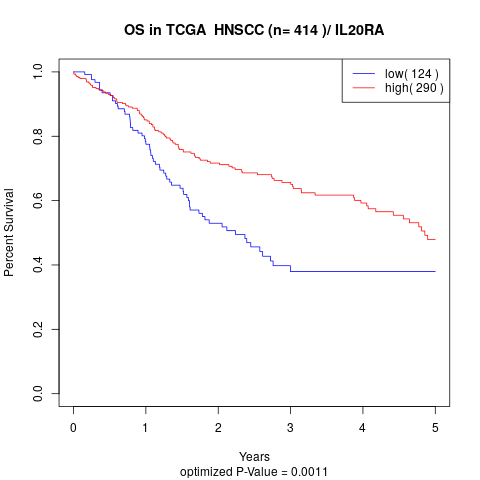 OS in TCGA  HNSCC (n= 414 )/ IL20RA
low( 124 )
high( 290 )
Percent Survival
1.0
0.8
0.6
0.4
0.2
0.0
0 1 2 3 4 5
Years
optimized P-Value = 0.0011